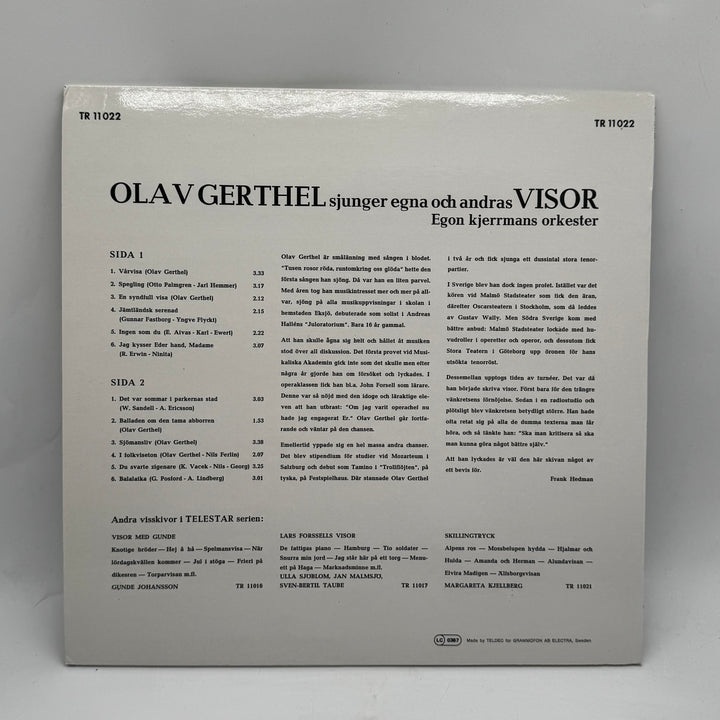 TR 11022
TR 11022
OLAV GERTHEL sjunger egna och andras VISOR
Egon kjerrmans orkester
SIDA 1
1. Vårvisa (Olav Gerthel) 3.33
2. Spegling (Otto Palmgren - Jarl Hemmer) 3.17
3. En syndfull visa (Olav Gerthel) 2.12
4. Jämtländsk serenad 2.15
(Gunnar Fastborg - Yngve Flyckt)
5. Ingen som du (E. Aivas - Karl - Ewert) 2.22
6. Jag kysser Eder hand, Madame 3.07
(R. Erwin - Ninita)
SIDA 2
1. Det var sommar i parkernas stad 3.03
(W. Sandell - A. Ericsson)
2. Balladen om den tama abborren 1.53
(Olav Gerthel)
3. Sjömansliv (Olav Gerthel) 3.38
4. I folkviseton (Olav Gerthel - Nils Ferlin) 2.07
5. Du svarte zigenare (K. Vacek - Nils - Georg) 3.25
6. Balalaika (G. Posford - A. Lindberg) 3.01
Olav Gerthel är smålänning med sången i blodet.
"Tusen rosor röda, runtomkring oss glöda" hette den
första sången han sjöng. Då var han en liten parvel.
Med åren tog han musikintresset mer och mer på all-
var, sjöng på alla musikuppvisningar i skolan i
hemstaden Eksjö, debuterade som solist i Andreas
Halléns "Juloratorium". Bara 16 år gammal.
Att han skulle ägna sig helt och hållet åt musiken
stod över all diskussion. Det första provet vid Musi-
kaliska Akademin gick inte som det skulle men efter
några år gjorde han om försöket och lyckades. I
operaklassen fick han bl.a. John Forsell som lärare.
Denne var så nöjd med den idoge och läraktige ele-
ven att han utbrast: "Om jag varit operachef nu
hade jag engagerat Er." Olav Gerthel går fortfa-
rande och väntar på den chansen.
Emellertid yppade sig en hel massa andra chanser.
Det blev stipendium för studier vid Mozarteum i
Salzburg och debut som Tamino i "Trollflöjten", på
tyska, på Festspielhaus. Där stannade Olav Gerthel
i två år och fick sjunga ett dussintal stora tenor-
partier.
I Sverige blev han dock ingen profet. Istället var det
kören vid Malmö Stadsteater som fick den äran,
därefter Oscarsteatern i Stockholm, som då leddes
av Gustav Wally. Men Södra Sverige kom med
bättre anbud: Malmö Stadsteater lockade med hu-
vudroller i operetter och operor, och dessutom fick
Stora Teatern i Göteborg upp öronen för hans
utsökta tenorröst.
Dessemellan upptogs tiden av turnéer. Det var då
han började skriva visor. Först bara för den trängre
vänkretsens förnöjelse. Sedan i en radiostudio och
plötsligt blev vänkretsen betydligt större. Han hade
ofta retat sig på alla de dumma texterna man får
höra, och så tänkte han: "Ska man kritisera så ska
man kunna göra något bättre själv."
Att han lyckades är väl den här skivan något av
ett bevis för.
Frank Hedman
Andra visskivor i TELESTAR serien:
VISOR MED GUNDE
Knotige bröder — Hej å hå — Spelmansvisa — När
lördagskvällen kommer — Jul i stöga — Frieri på
dikesren — Torparvisan m.fl.
GUNDE JOHANSSON TR 11010
LARS FORSSELLS VISOR
De fattigas piano — Hamburg — Tio soldater —
Snurra min jord — Jag står här på ett torg — Menu-
ett på Haga — Marknadsminne m.fl.
ULLA SJÖBLOM, JAN MALMSJÖ,
SVEN-BERTIL TAUBE TR 11017
SKILLINGTRYCK
Alpens ros — Mossbelupen hydda — Hjalmar och
Hulda — Amanda och Herman — Alundavisan —
Elvira Madigan — Älsborgsvisan
MARGARETA KJELLBERG TR 11021
LC 0367 Made by TELDEC for GRAMMOFON AB ELECTRA, Sweden